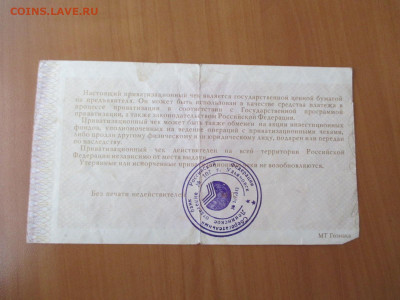 COINS.LAVE.RU
Настоящий приватизационный чек является государственной ценной бумагой
на предъявителя. Он может быть использован в качестве средства платежа в
процессе приватизации в соответствии с Государственной программой
приватизации, а также законодательством Российской Федерации.
Приватизационный чек может быть также обменен на акции инвестиционных
фондов, уполномоченных на ведение операций с приватизационными чеками,
либо продан другому физическому и юридическому лицу, подарен или передан
по наследству.
Приватизационный чек действителен на всей территории Российской
Федерации независимо от места выдачи.
Утерянные или испорченные не возобновляются.
Без печати недействителен
МТ Гознака